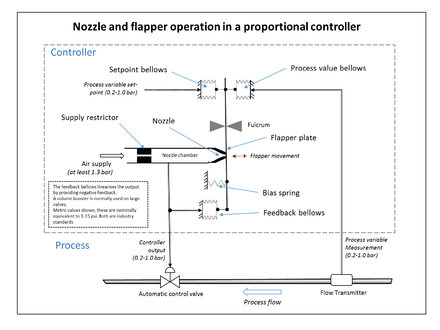 Nozzle and flapper operation in a proportional controller
Controller
Setpoint bellows
Process value bellows
Process variable set-
point (0.2-1.0 bar)
Supply restrictor
Nozzle
Fulcrum
Flapper plate
Nozzle chamber
Flapper movement
Air supply
(at least 1.3 bar)
Bias spring
The feedback bellows linearises the output
by providing negative feedback.
A volume booster is normally used on large
valves.
Metric values shown, these are nominally
equivalent to 3-15 psi. Both are industry
standards
Feedback bellows
Process
Controller
output
(0.2-1.0 bar)
Process variable
Measurement
(0.2-1.0 bar)
Automatic control valve
Process flow
Flow Transmitter